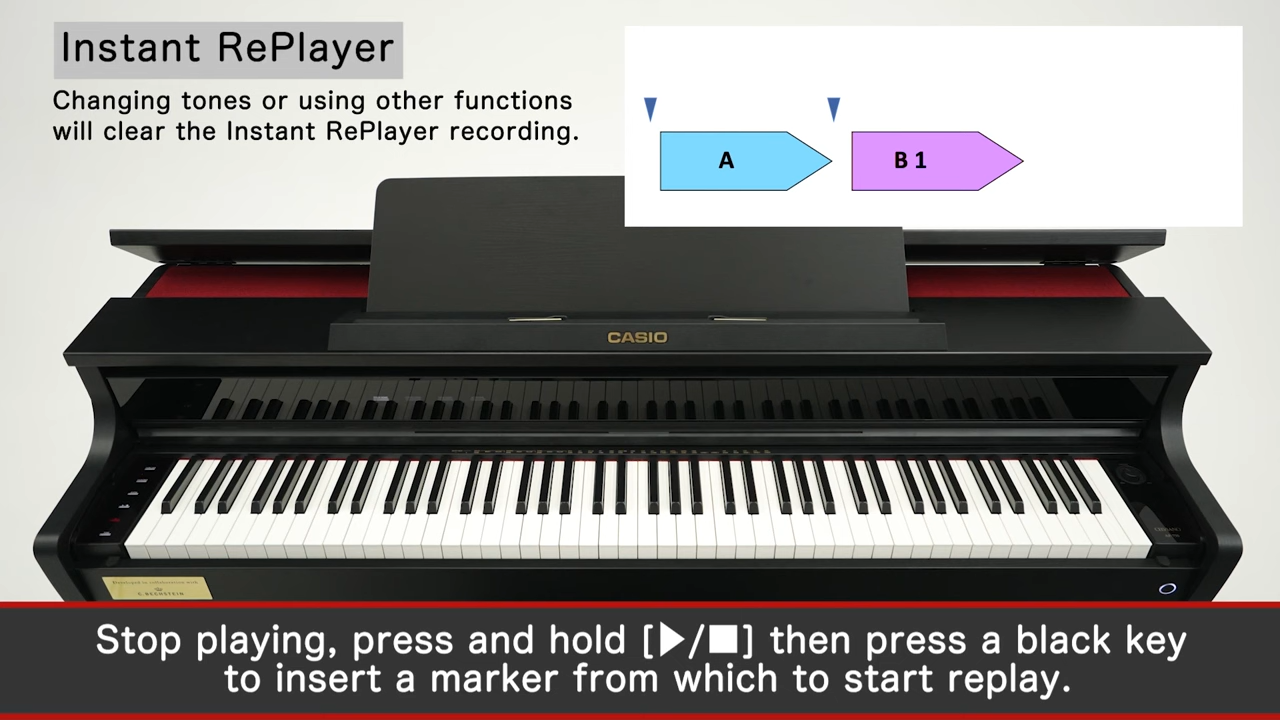 Instant RePlayer
Changing tones or using other functions
will clear the Instant RePlayer recording.
A
B 1
CASIO
C. BECHSTEIN
Stop playing, press and hold [▶/■] then press a black key
to insert a marker from which to start replay.